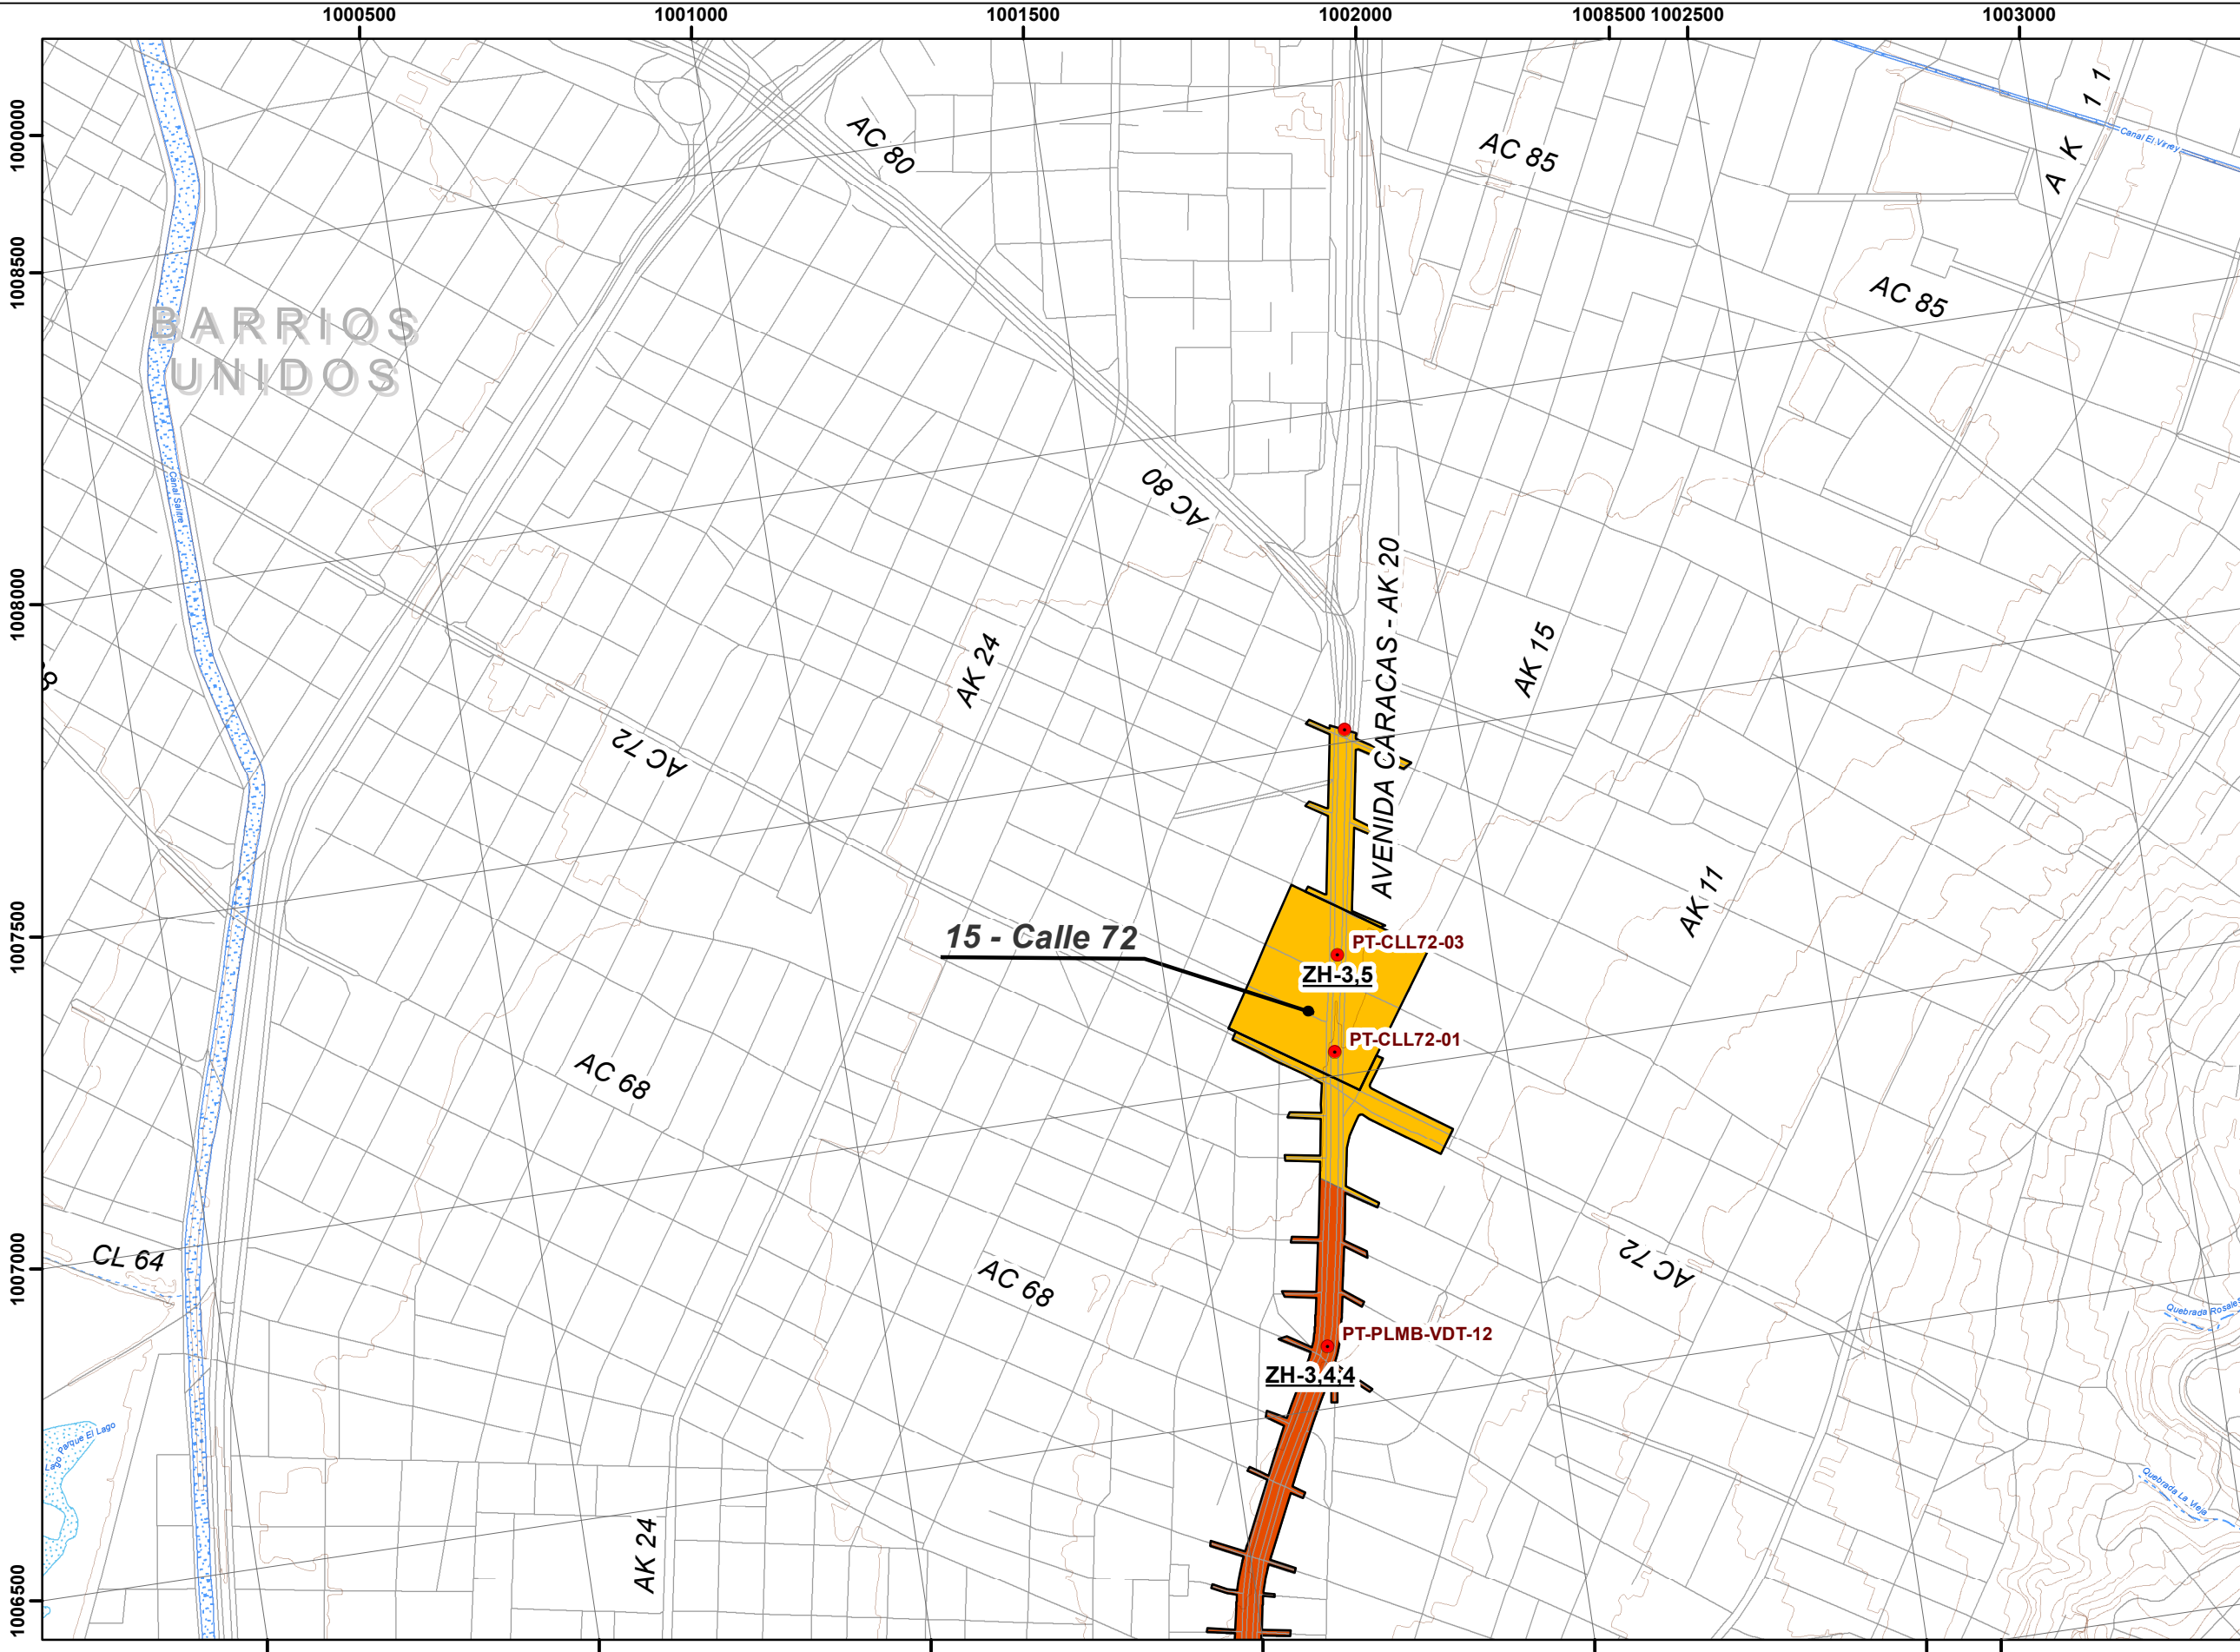 1000500
1001000
1001500
1002000
1008500
1002500
1003000
1000000
1008500
1008000
1007500
1007000
1006500
AC 80
AC 85
AK 11
Canal El Virrey
AC 85
BARRIOS
UNIDOS
Canal Salitre
AC 80
AVENIDA CARACAS - AK 20
AK 24
AK 15
AC 72
AK 11
15 - Calle 72
PT-CLL72-03
ZH-3,5
PT-CLL72-01
AC 68
CL 64
AC 68
AC 72
Quebrada Rosales
PT-PLMB-VDT-12
ZH-3,4,4
Lago Parque El Lago
Quebrada La Vieja
AK 24